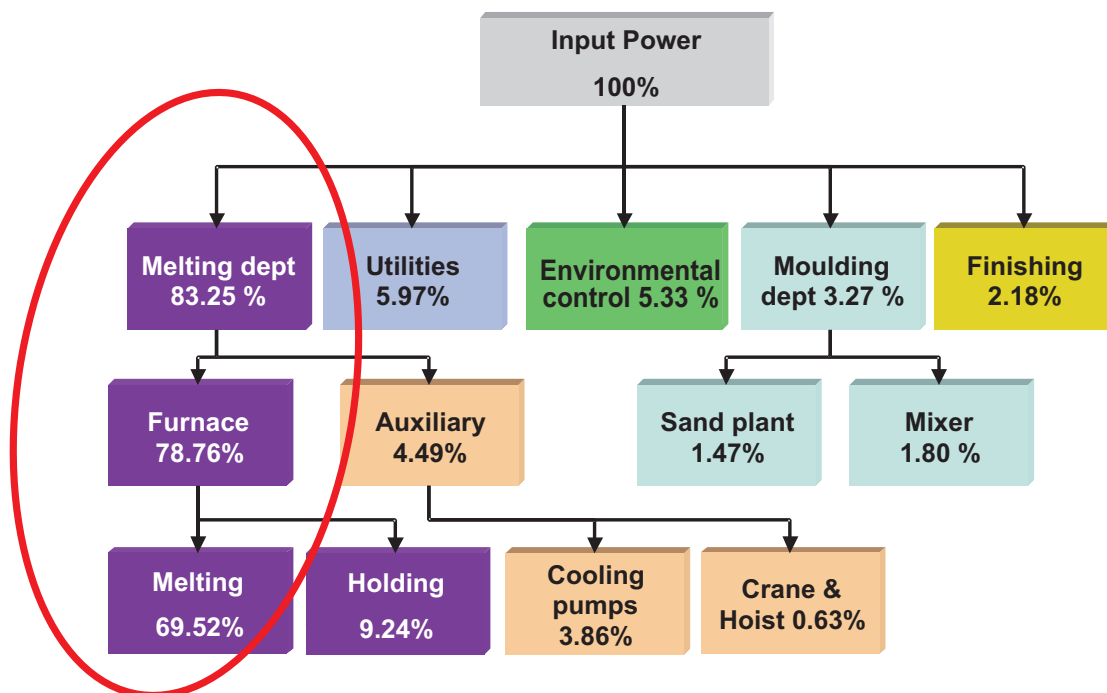 Input Power
100%
Melting dept
83.25 %
Utilities
5.97%
Environmental
control 5.33 %
Moulding
dept 3.27 %
Finishing
2.18%
Furnace
78.76%
Auxiliary
4.49%
Sand plant
1.47%
Mixer
1.80 %
Melting
69.52%
Holding
9.24%
Cooling
pumps
3.86%
Crane &
Hoist 0.63%